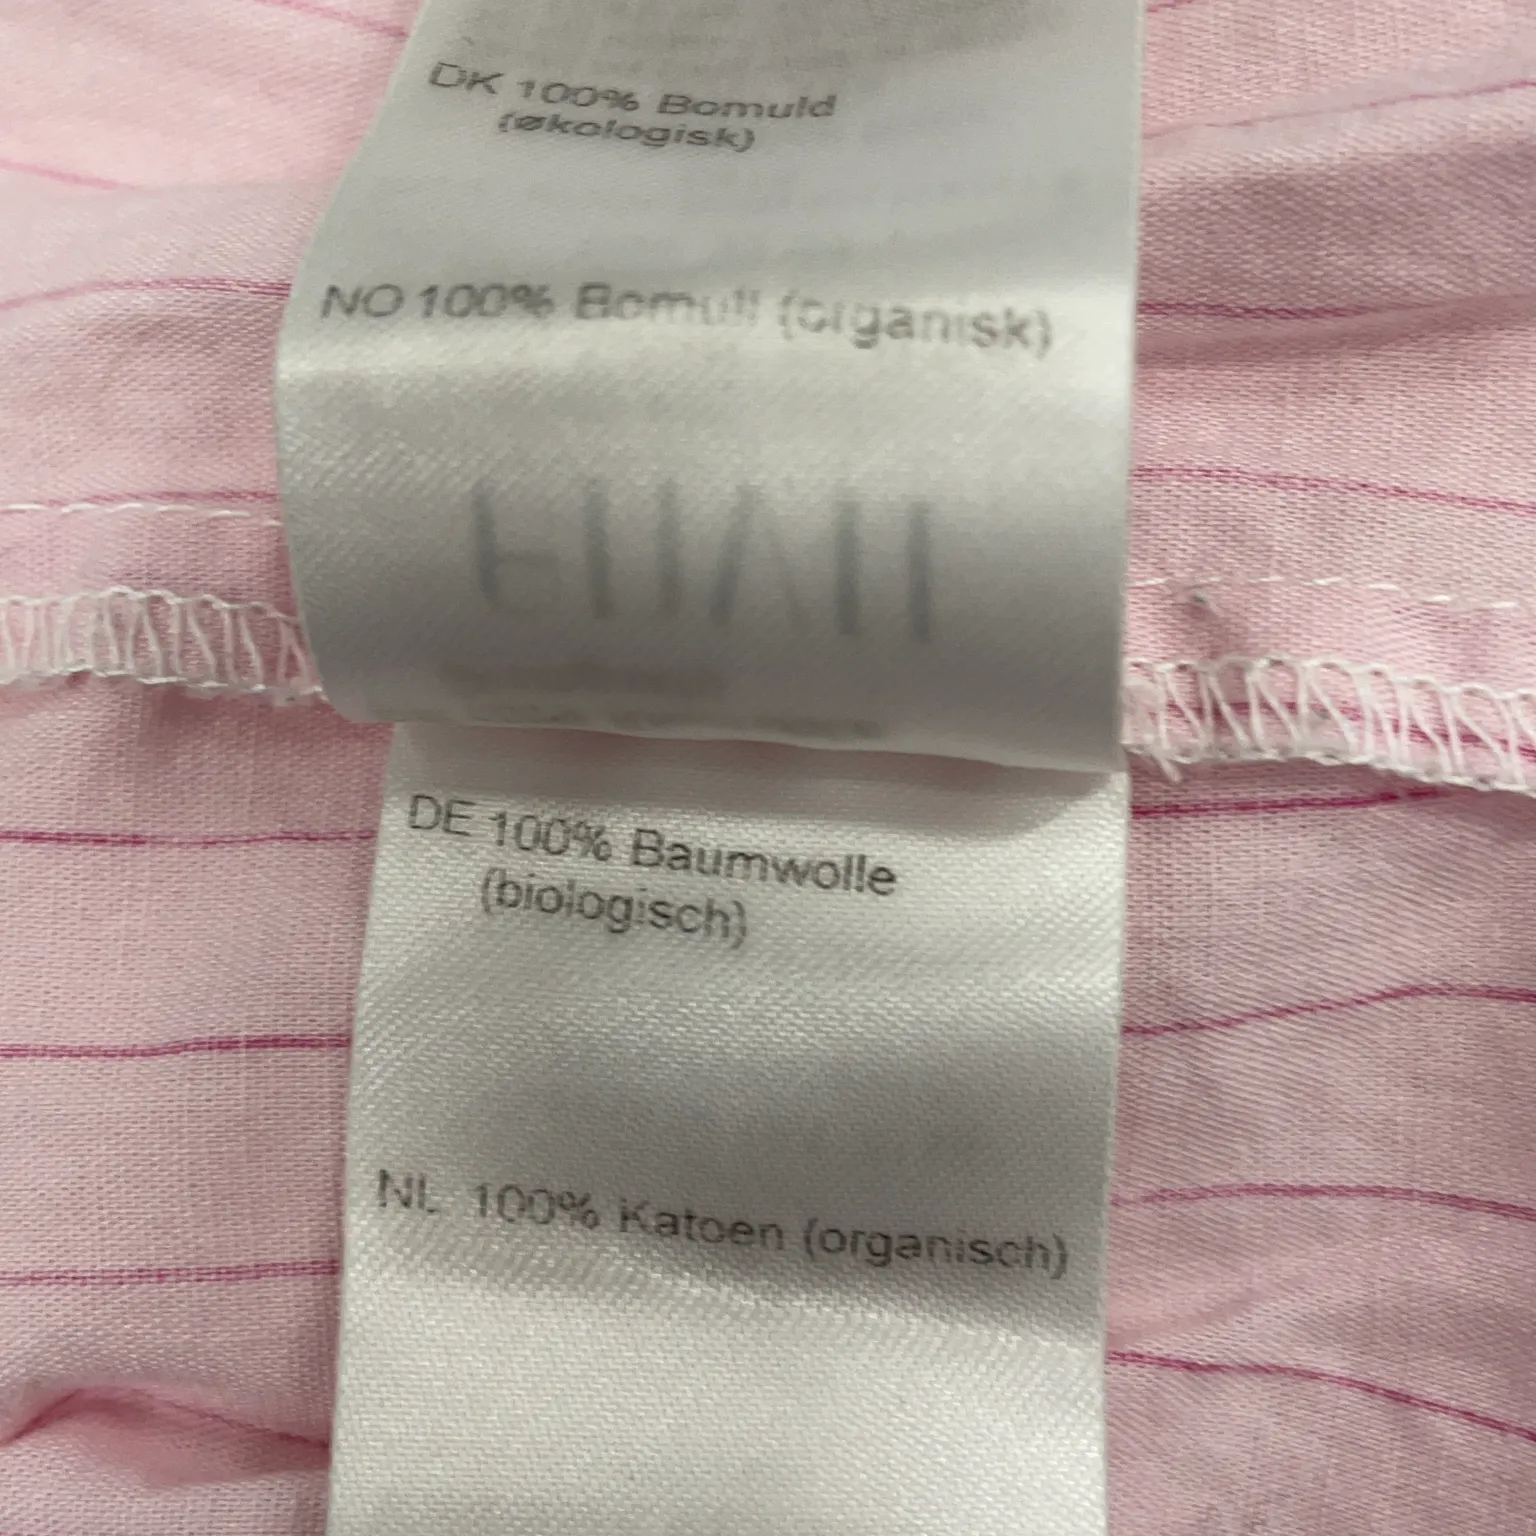 DK 100% Bomuld
(økologisk)
NO 100% Bomull (organisk)
DE 100% Baumwolle
(biologisch)
NL 100% Katoen (organisch)